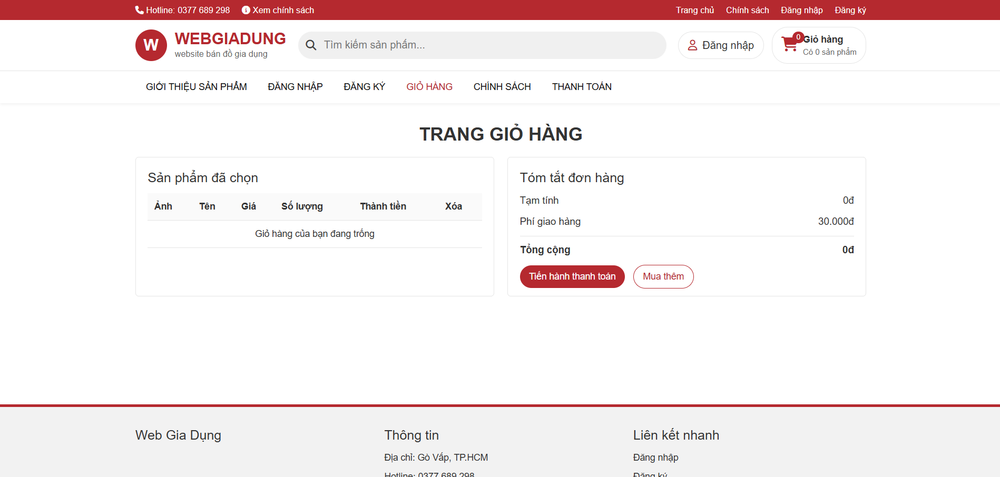 Hotline: 0377 689 298 Xem chính sách Trang chủ Chính sách Đăng nhập Đăng ký
W WEBGIADUNG
website bán đồ gia dụng
Tìm kiếm sản phẩm...
Đăng nhập
0 Giỏ hàng
Có 0 sản phẩm
GIỚI THIỆU SẢN PHẨM ĐĂNG NHẬP ĐĂNG KÝ GIỎ HÀNG CHÍNH SÁCH THANH TOÁN
TRANG GIỎ HÀNG
Sản phẩm đã chọn
Ảnh Tên Giá Số lượng Thành tiền Xóa
Giỏ hàng của bạn đang trống
Tóm tắt đơn hàng
Tạm tính 0đ
Phí giao hàng 30.000đ
Tổng cộng 0đ
Tiến hành thanh toán Mua thêm
Web Gia Dụng
Thông tin
Địa chỉ: Gò Vấp, TP.HCM
Hotline: 0377 689 298
Liên kết nhanh
Đăng nhập
Đăng ký